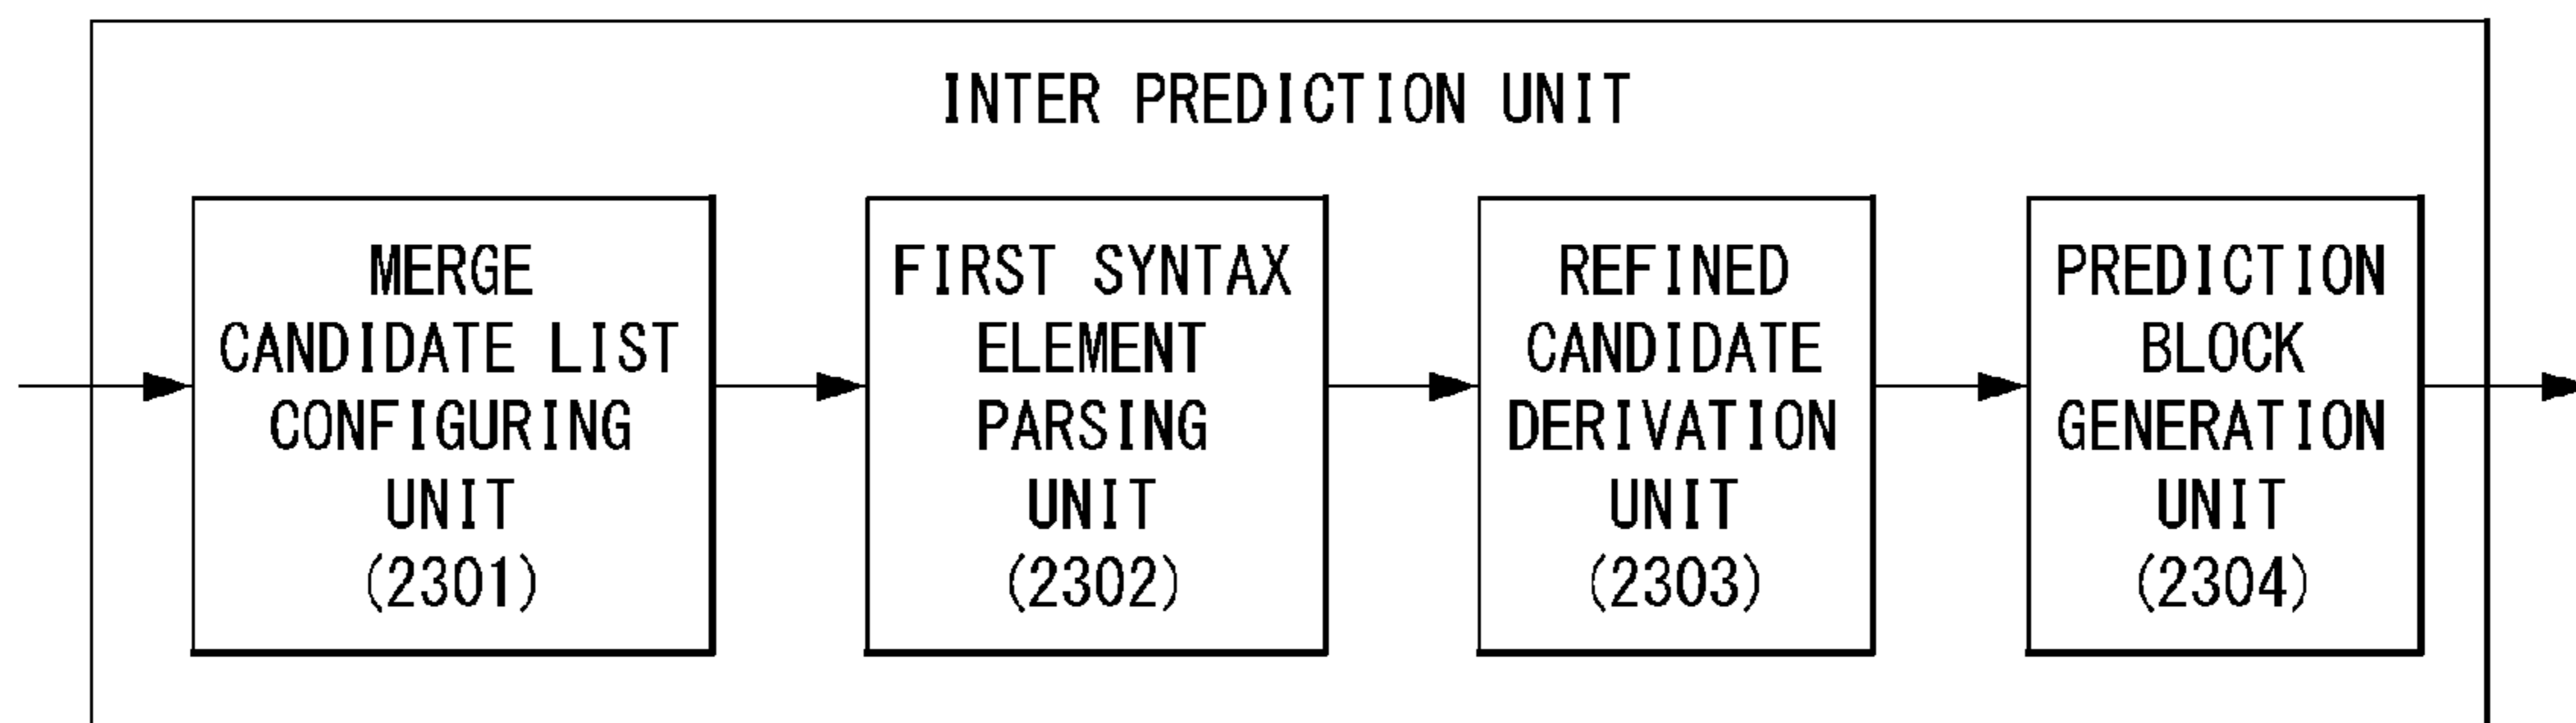 INTER PREDICTION UNIT
MERGE
CANDIDATE LIST
CONFIGURING
UNIT
(2301)
FIRST SYNTAX
ELEMENT
PARSING
UNIT
(2302)
REFINED
CANDIDATE
DERIVATION
UNIT
(2303)
PREDICTION
BLOCK
GENERATION
UNIT
(2304)